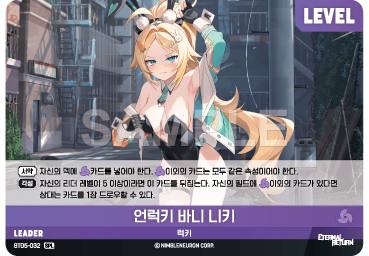 LEVEL
SAMPLE
서약 자신의 덱에 카드를 넣어야 한다. 이외의 카드는 모두 같은 속성이어야 한다.
각성 자신의 리더 레벨이 5 이상이라면 이 카드를 뒤집는다. 자신의 필드에 이외의 카드가 있다면
상대는 카드를 1장 드로우할 수 있다.
언럭키 바니 니키
LEADER
럭키
BT05-032 SPL
© NIMBLENEURON CORP.
ETERNAL RETURN